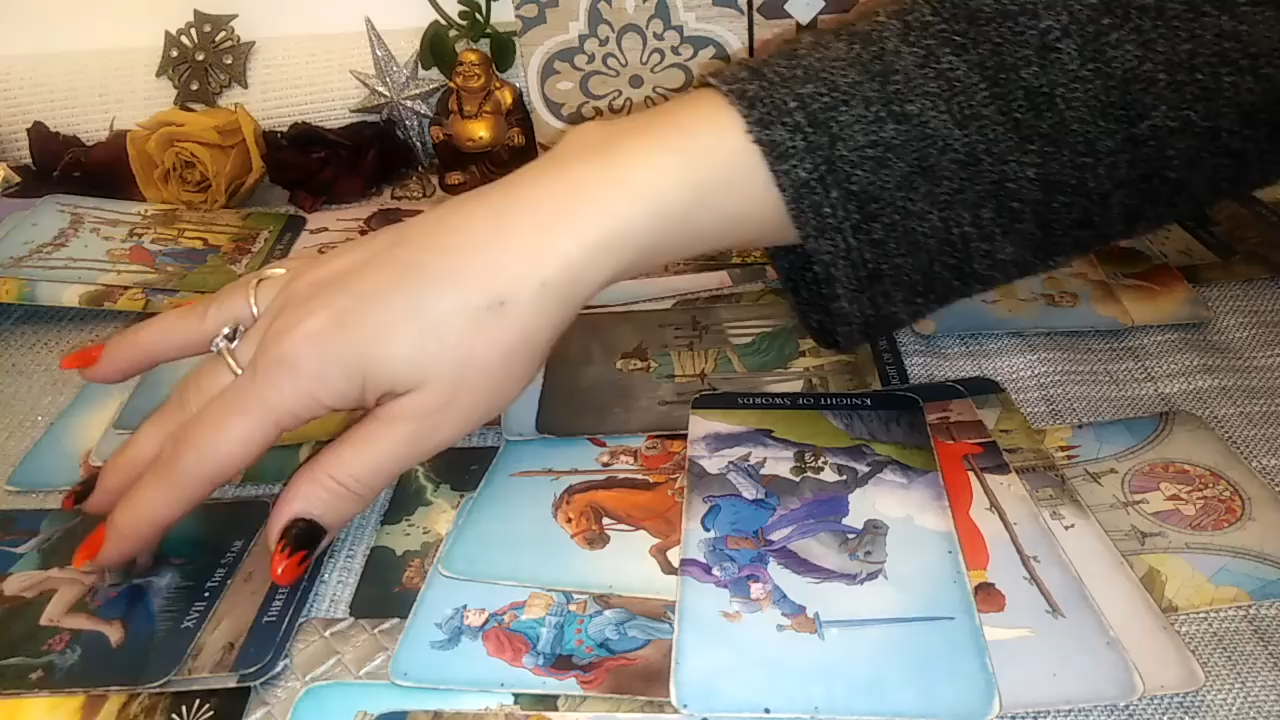 KNIGHT OF SWORDS
XVII • THE STAR
THREE